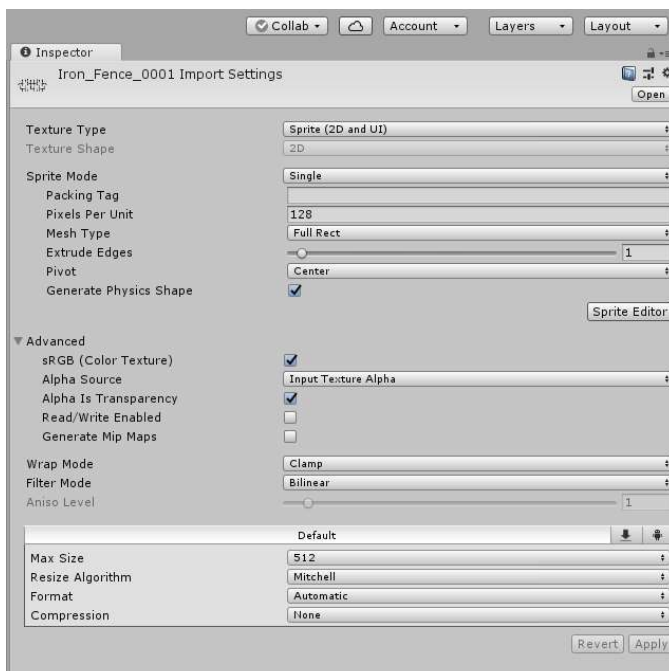 Collab
Account
Layers
Layout
Inspector
Iron_Fence_0001 Import Settings
Open
Texture Type Sprite (2D and UI)
Texture Shape 2D
Sprite Mode Single
Packing Tag
Pixels Per Unit 128
Mesh Type Full Rect
Extrude Edges 1
Pivot Center
Generate Physics Shape
Sprite Editor
Advanced
sRGB (Color Texture)
Alpha Source Input Texture Alpha
Alpha Is Transparency
Read/Write Enabled
Generate Mip Maps
Wrap Mode Clamp
Filter Mode Bilinear
Aniso Level 1
Default
Max Size 512
Resize Algorithm Mitchell
Format Automatic
Compression None
Revert Apply